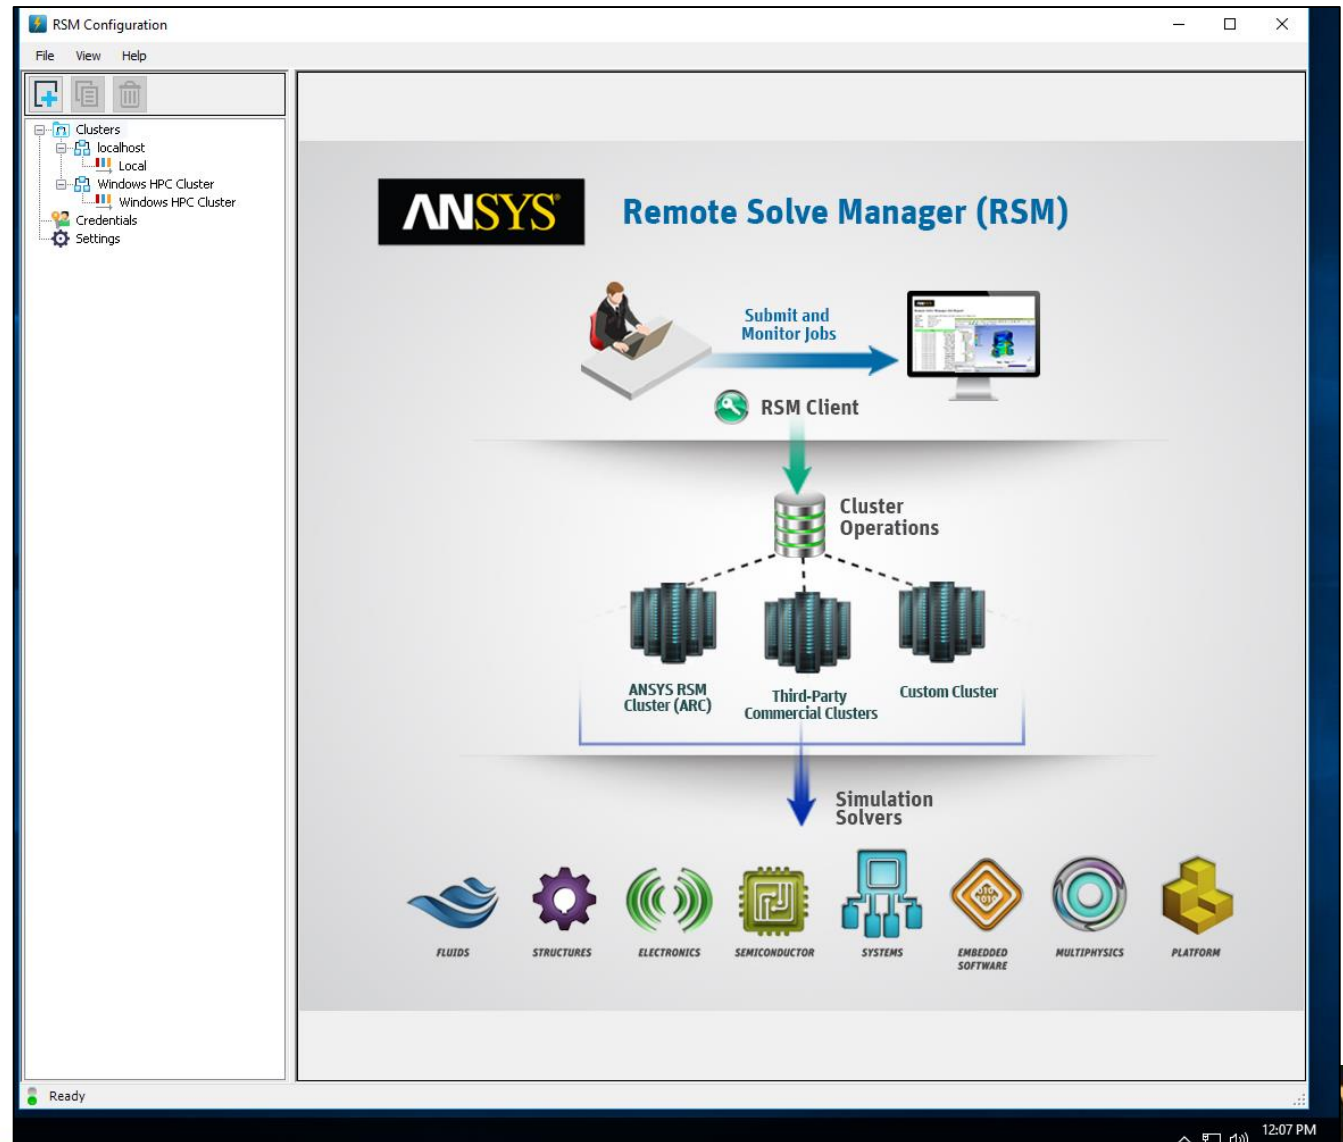 RSM Configuration
File View Help
Clusters
localhost
Local
Windows HPC Cluster
Windows HPC Cluster
Credentials
Settings
ANSYS®
Remote Solve Manager (RSM)
Submit and
Monitor Jobs
RSM Client
Cluster
Operations
ANSYS RSM
Cluster (ARC)
Third-Party
Commercial Clusters
Custom Cluster
Simulation
Solvers
FLUIDS
STRUCTURES
ELECTRONICS
SEMICONDUCTOR
SYSTEMS
EMBEDDED
SOFTWARE
MULTIPHYSICS
PLATFORM
Ready
12:07 PM